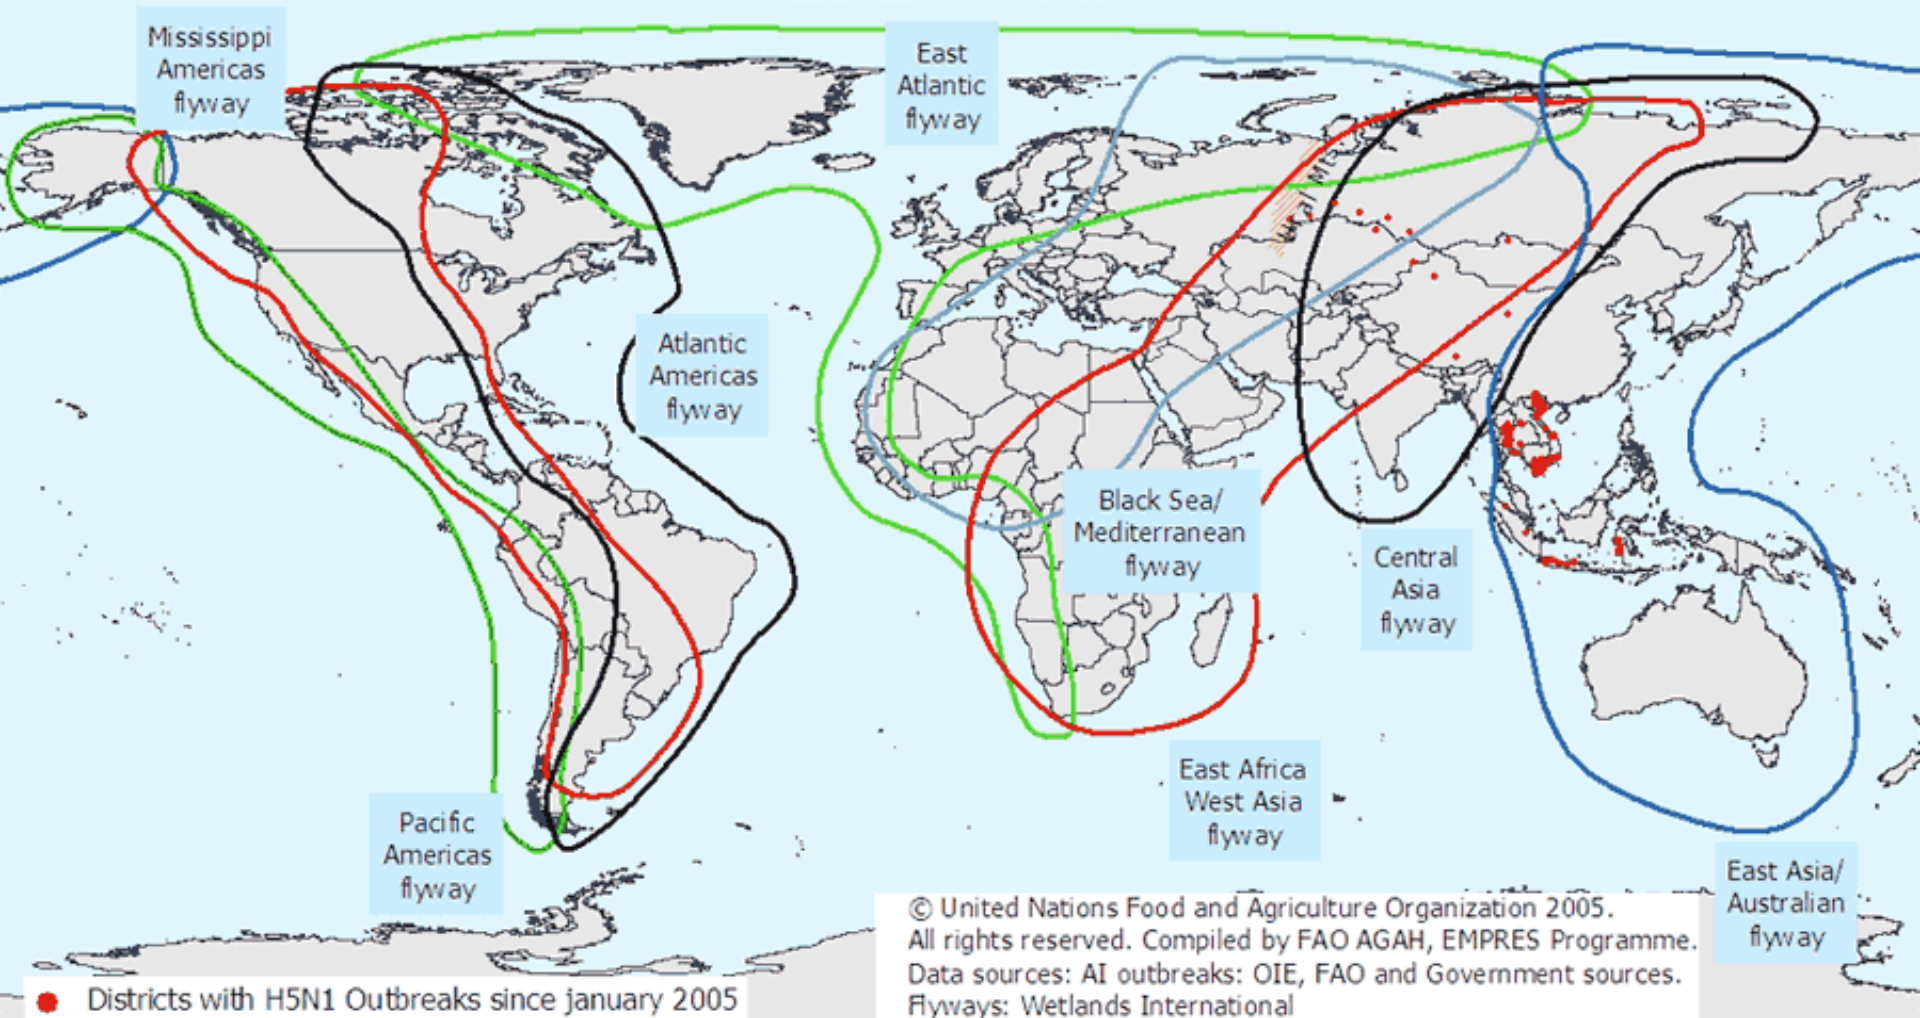 Mississippi
Americas
flyway
East
Atlantic
flyway
Atlantic
Americas
flyway
Black Sea/
Mediterranean
flyway
Central
Asia
flyway
East Africa
West Asia
flyway
Pacific
Americas
flyway
East Asia/
Australian
flyway
© United Nations Food and Agriculture Organization 2005.
All rights reserved. Compiled by FAO AGAH, EMPRES Programme.
Data sources: AI outbreaks: OIE, FAO and Government sources.
Flyways: Wetlands International
Districts with H5N1 Outbreaks since january 2005